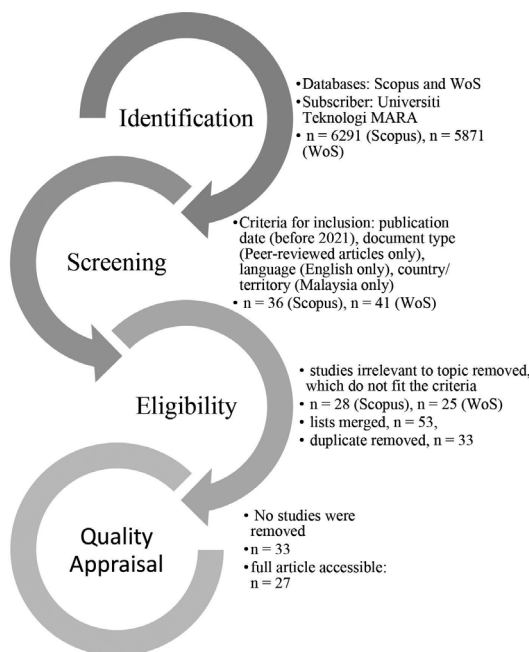 Identification
•Databases: Scopus and WoS
•Subscriber: Universiti
Teknologi MARA
• n = 6291 (Scopus), n = 5871
(WoS)
Screening
•Criteria for inclusion: publication
date (before 2021), document type
(Peer-reviewed articles only),
language (English only), country/
territory (Malaysia only)
• n = 36 (Scopus), n = 41 (WoS)
Eligibility
• studies irrelevant to topic removed,
which do not fit the criteria
• n = 28 (Scopus), n = 25 (WoS)
• lists merged, n = 53,
• duplicate removed, n = 33
Quality
Appraisal
• No studies were
removed
•n = 33
•full article accessible:
n = 27